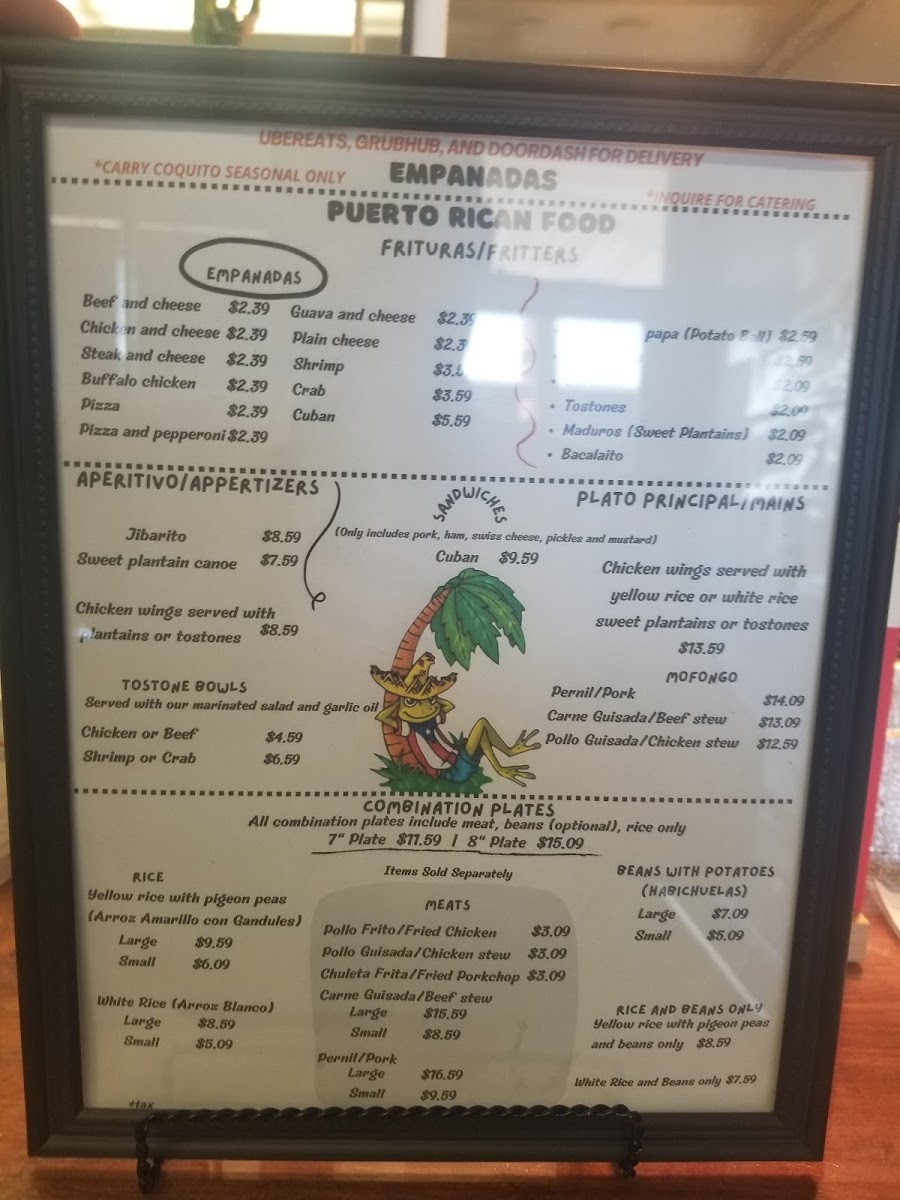 UBEREATS, GRUBHUB, AND DOORDASH FOR DELIVERY
*CARRY COQUITO SEASONAL ONLY
EMPANADAS
*INQUIRE FOR CATERING
PUERTO RICAN FOOD
FRITURAS/FRITTERS
EMPANADAS
Beef and cheese $2.39
Chicken and cheese $2.39
Steak and cheese $2.39
Buffalo chicken $2.39
Pizza $2.39
Pizza and pepperoni $2.39
Guava and cheese $2.39
Plain cheese
Shrimp
Crab $3.59
Cuban $5.59
papa (Potato Ball) $2.59
$2.59
$2.09
• Tostones $2.09
• Maduros (Sweet Plantains) $2.09
• Bacalaito $2.09
APERITIVO/APPERTIZERS
Jibarito $8.59
Sweet plantain canoe $7.59
Chicken wings served with
plantains or tostones $8.59
TOSTONE BOWLS
Served with our marinated salad and garlic oil
Chicken or Beef $4.59
Shrimp or Crab $6.59
SANDWICHES
(Only includes pork, ham, swiss cheese, pickles and mustard)
Cuban $9.59
PLATO PRINCIPAL/MAINS
Chicken wings served with
yellow rice or white rice
sweet plantains or tostones
$13.59
MOFONGO
Pernil/Pork $14.09
Carne Guisada/Beef stew $13.09
Pollo Guisada/Chicken stew $12.59
COMBINATION PLATES
All combination plates include meat, beans (optional), rice only
7" Plate $11.59 / 8" Plate $15.09
Items Sold Separately
RICE
Yellow rice with pigeon peas
(Arroz Amarillo con Gandules)
Large $9.59
Small $6.09
White Rice (Arroz Blanco)
Large $8.59
Small $5.09
MEATS
Pollo Frito/Fried Chicken $3.09
Pollo Guisada/Chicken stew $3.09
Chuleta Frita/Fried Porkchop $3.09
Carne Guisada/Beef stew
Large $15.59
Small $8.59
Pernil/Pork
Large $16.59
Small $9.59
BEANS WITH POTATOES
(HABICHUELAS)
Large $7.09
Small $5.09
RICE AND BEANS ONLY
Yellow rice with pigeon peas
and beans only $8.59
White Rice and Beans only $7.59
+tax